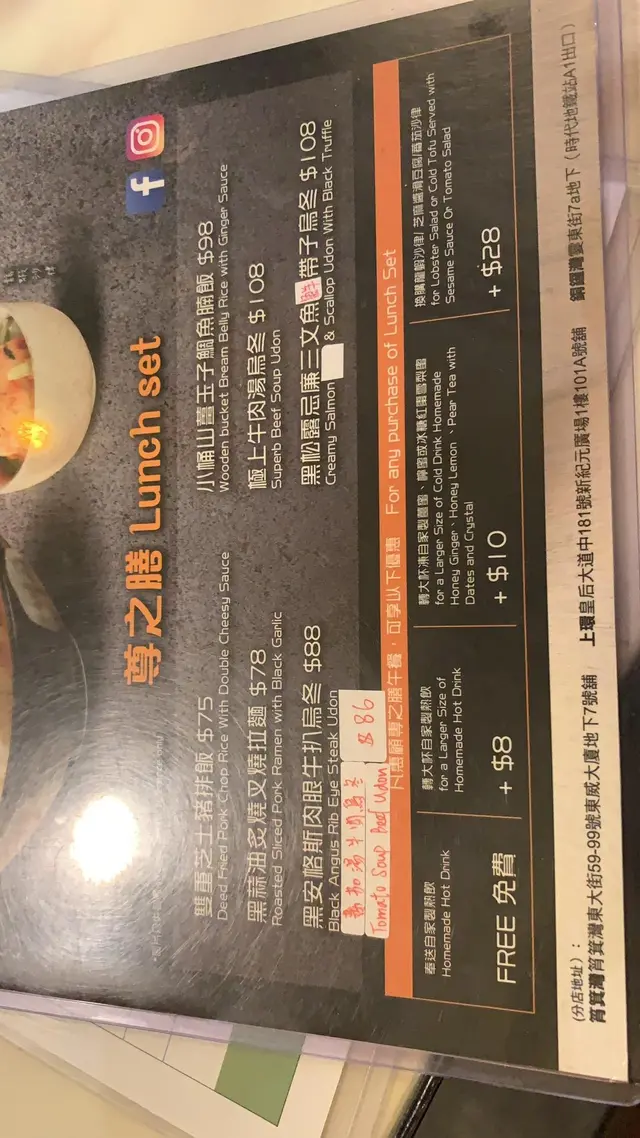 尊之膳 Lunch set
雙重芝士豬排飯 $75
Deed Fried Pork Chop Rice With Double Cheesy Sauce
黑蒜油炙燒叉燒拉麵 $78
Roasted Sliced Pork Ramen with Black Garlic
黑安格斯肉眼牛扒烏冬 $88
Black Angus Rib Eye Steak Udon
蕃茄湯牛肉烏冬 $86
Tomato Soup Beef Udon
小桶山薑玉子鯛魚腩飯 $98
Wooden bucket Bream Belly Rice with Ginger Sauce
極上牛肉湯烏冬 $108
Superb Beef Soup Udon
黑松露忌廉三文魚鮮帶子烏冬 $108
Creamy Salmon & Scallop Udon With Black Truffle
凡惠顧尊之膳午餐，可享以下優惠 For any purchase of Lunch Set
奉送自家製熱飲
Homemade Hot Drink
FREE 免費
轉大杯自家製熱飲
for a Larger Size of
Homemade Hot Drink
+ $8
轉大杯凍自家製薑蜜、檸蜜或冰糖紅棗雪梨蜜
for a Larger Size of Cold Drink Homemade
Honey Ginger、Honey Lemon、Pear Tea with
Dates and Crystal
+ $10
換購龍蝦沙律/ 芝麻醬滑豆腐/蕃茄沙律
for Lobster Salad or Cold Tofu Served with
Sesame Sauce Or Tomato Salad
+ $28
(分店地址)：
筲箕灣筲箕灣東大街59-99號東威大廈地下7號舖 上環皇后大道中181號新紀元廣場1樓101A號舖 銅鑼灣霎東街7a地下（時代地鐵站A1出口）